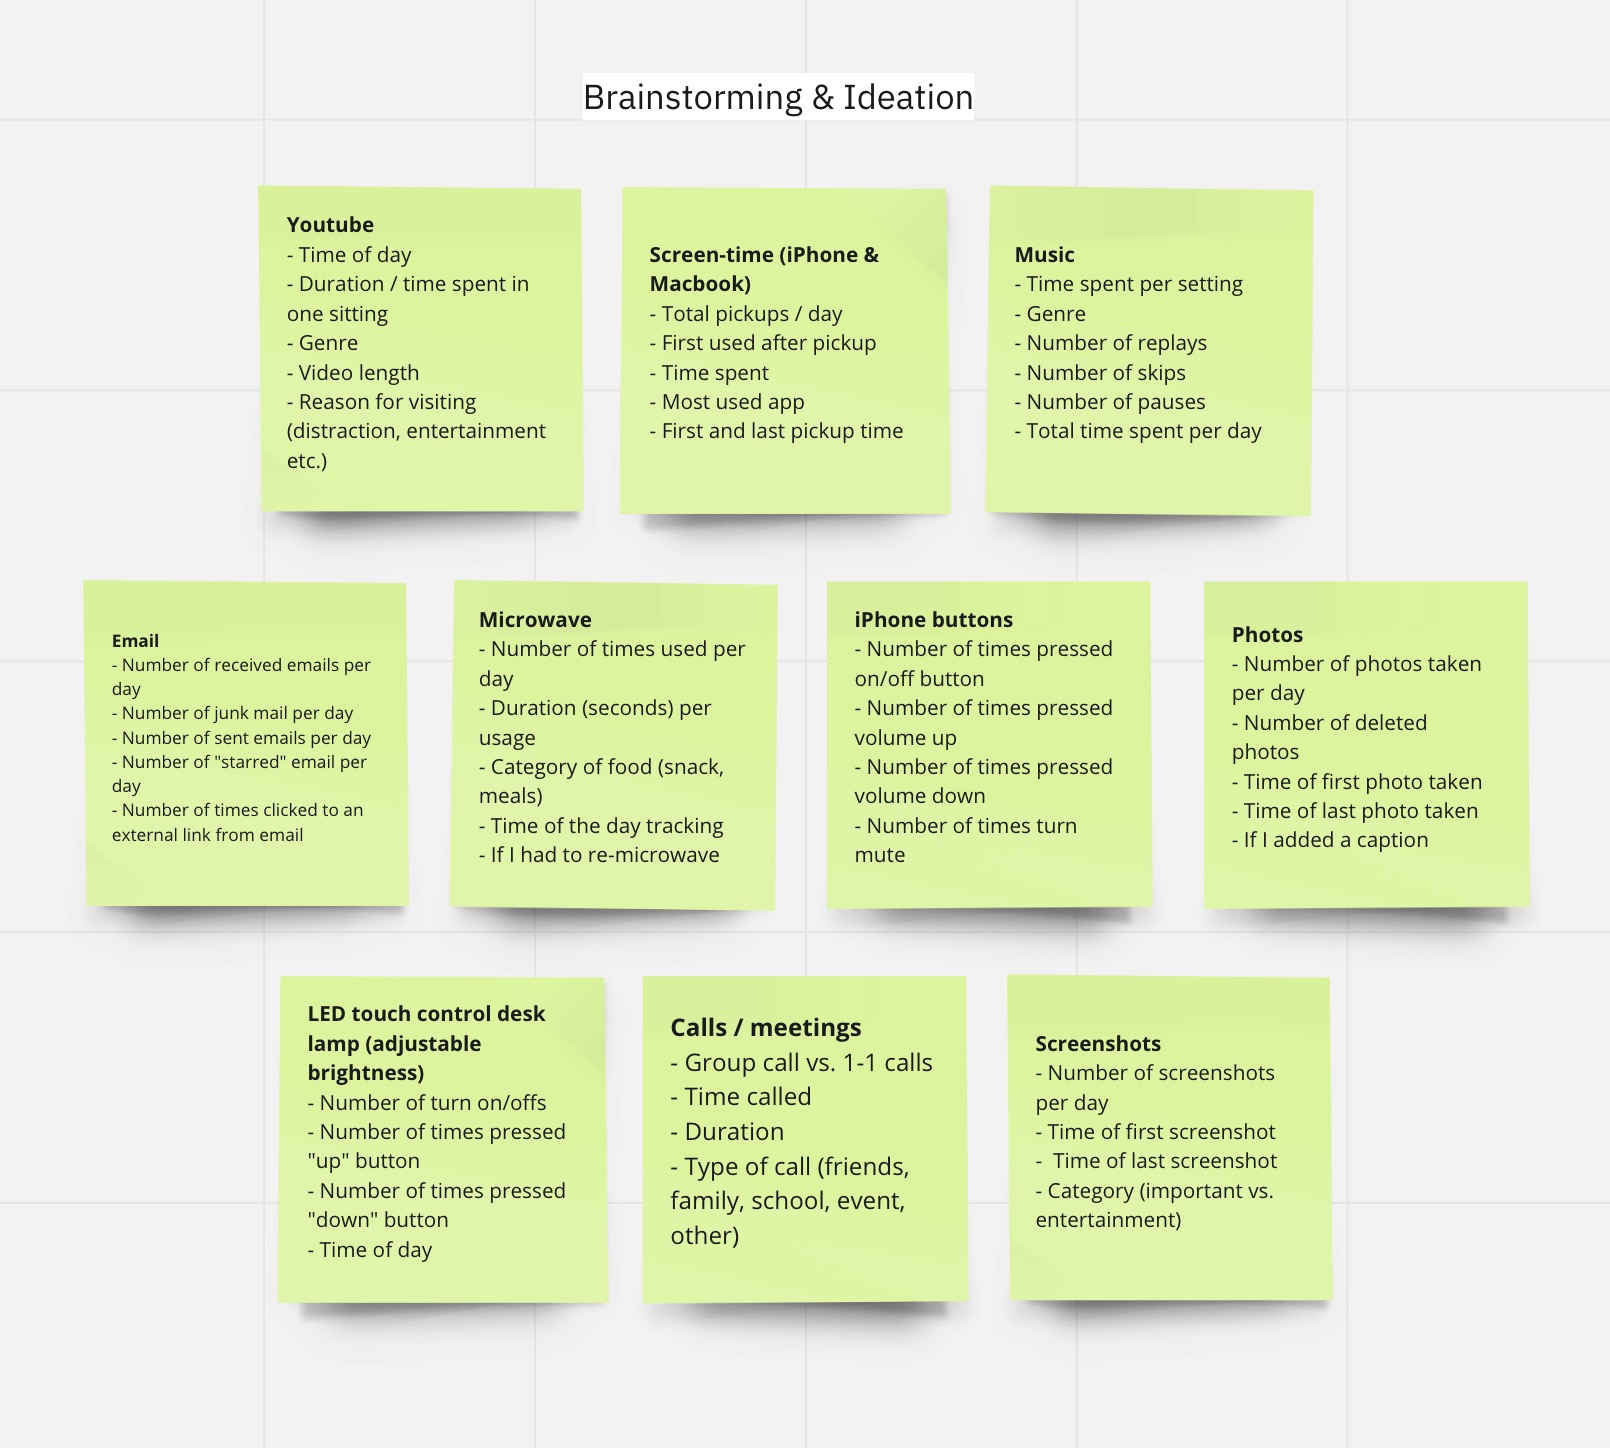 Brainstorming & Ideation
Youtube
- Time of day
- Duration / time spent in
one sitting
- Genre
- Video length
- Reason for visiting
(distraction, entertainment
etc.)
Screen-time (iPhone &
Macbook)
- Total pickups / day
- First used after pickup
- Time spent
- Most used app
- First and last pickup time
Music
- Time spent per setting
- Genre
- Number of replays
- Number of skips
- Number of pauses
- Total time spent per day
Email
- Number of received emails per
day
- Number of junk mail per day
- Number of sent emails per day
- Number of "starred" email per
day
- Number of times clicked to an
external link from email
Microwave
- Number of times used per
day
- Duration (seconds) per
usage
- Category of food (snack,
meals)
- Time of the day tracking
- If I had to re-microwave
iPhone buttons
- Number of times pressed
on/off button
- Number of times pressed
volume up
- Number of times pressed
volume down
- Number of times turn
mute
Photos
- Number of photos taken
per day
- Number of deleted
photos
- Time of first photo taken
- Time of last photo taken
- If I added a caption
LED touch control desk
lamp (adjustable
brightness)
- Number of turn on/offs
- Number of times pressed
"up" button
- Number of times pressed
"down" button
- Time of day
Calls / meetings
- Group call vs. 1-1 calls
- Time called
- Duration
- Type of call (friends,
family, school, event,
other)
Screenshots
- Number of screenshots
per day
- Time of first screenshot
-  Time of last screenshot
- Category (important vs.
entertainment)